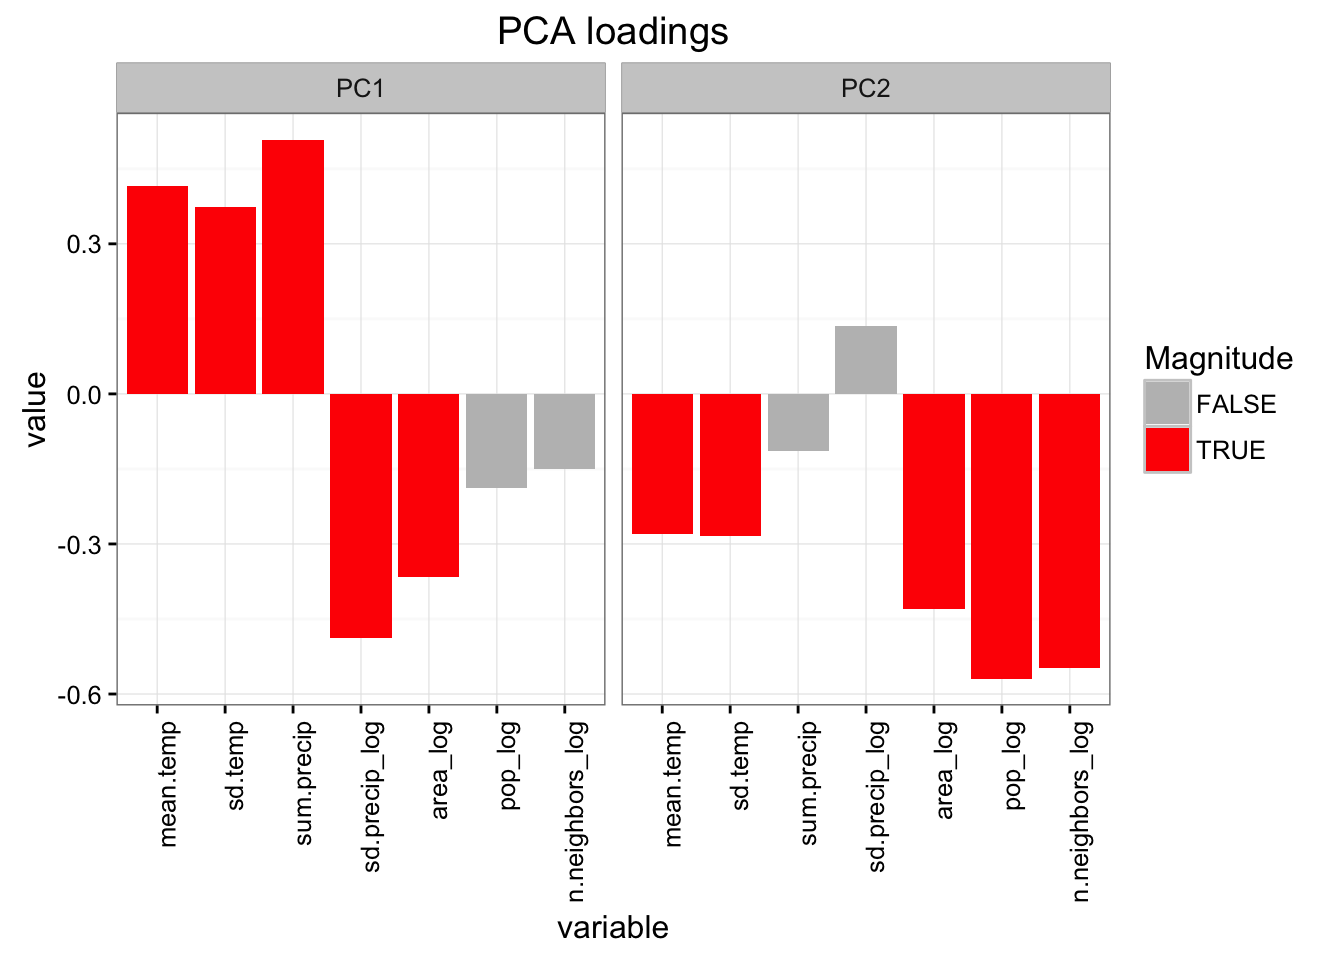 PCA loadings
PC1
PC2
value
0.3
0.0
-0.3
-0.6
mean.temp
sd.temp
sum.precip
sd.precip_log
area_log
pop_log
n.neighbors_log
mean.temp
sd.temp
sum.precip
sd.precip_log
area_log
pop_log
n.neighbors_log
variable
Magnitude
FALSE
TRUE